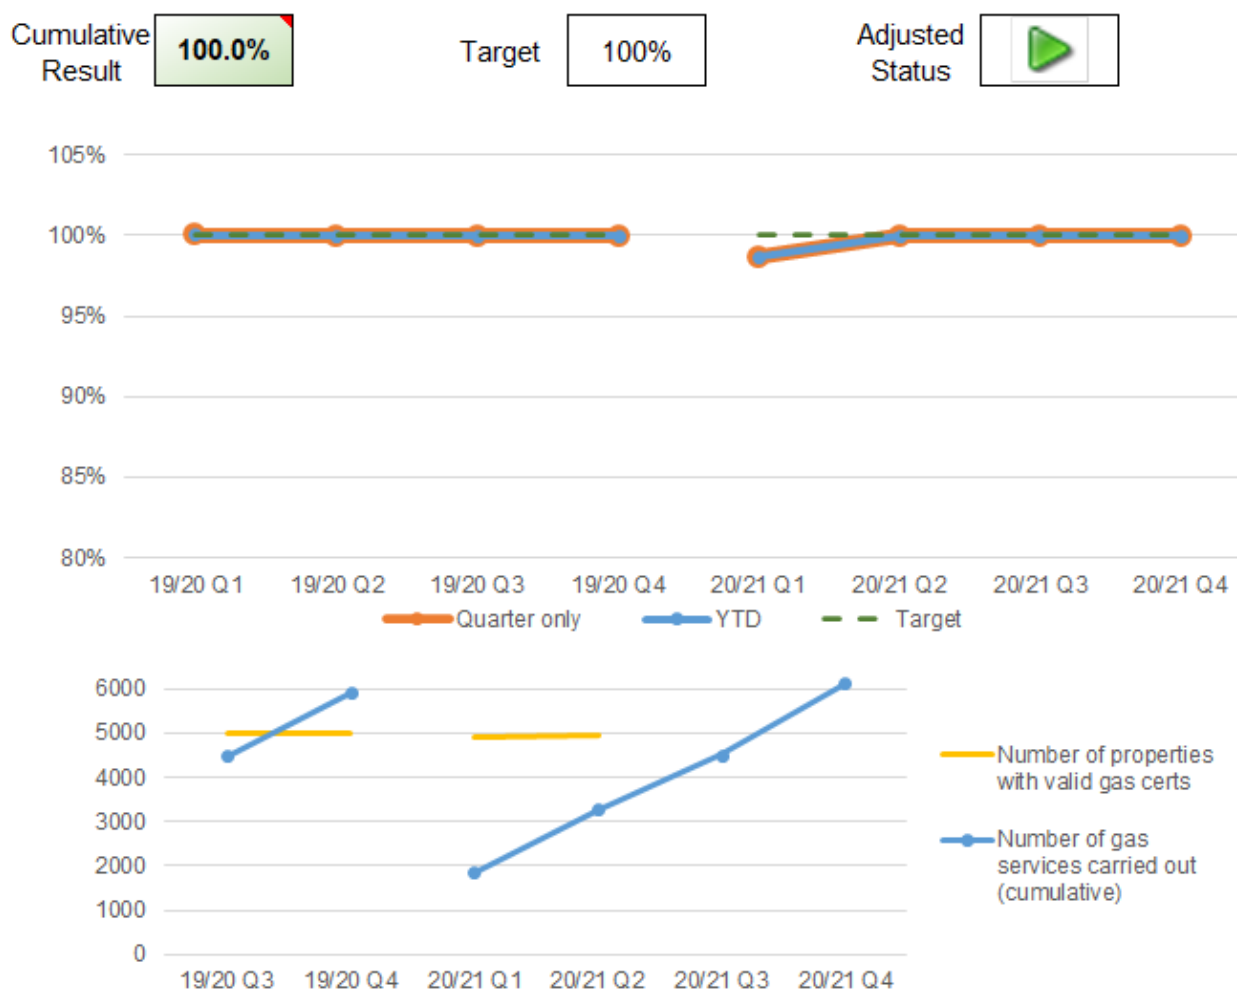 Cumulative
Result
100.0%
Target
100%
Adjusted
Status
105%
100%
95%
90%
85%
80%
19/20 Q1 19/20 Q2 19/20 Q3 19/20 Q4 20/21 Q1 20/21 Q2 20/21 Q3 20/21 Q4
Quarter only YTD Target
6000
5000
4000
3000
2000
1000
0
19/20 Q3 19/20 Q4 20/21 Q1 20/21 Q2 20/21 Q3 20/21 Q4
Number of properties
with valid gas certs
Number of gas
services carried out
(cumulative)